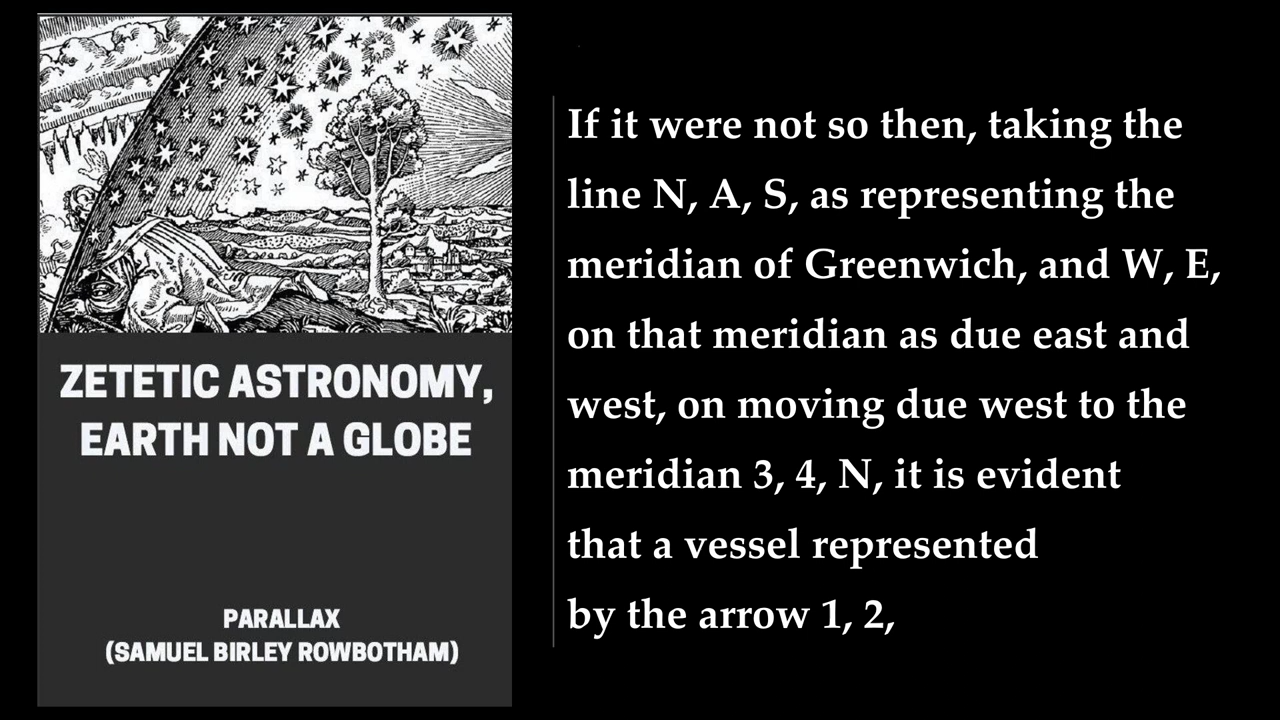 ZETETIC ASTRONOMY,
EARTH NOT A GLOBE
PARALLAX
(SAMUEL BIRLEY ROWBOTHAM)
If it were not so then, taking the
line N, A, S, as representing the
meridian of Greenwich, and W, E,
on that meridian as due east and
west, on moving due west to the
meridian 3, 4, N, it is evident
that a vessel represented
by the arrow 1, 2,